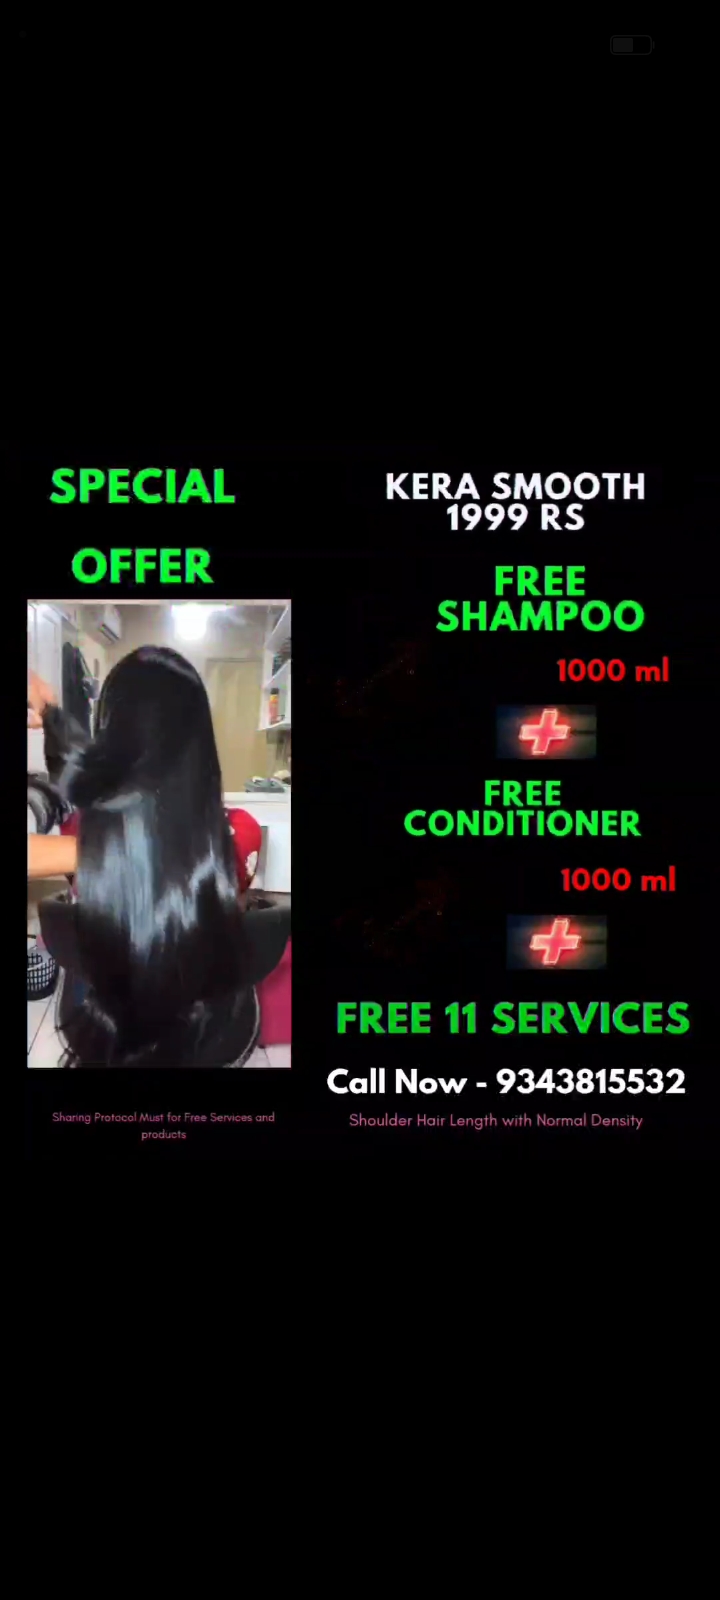 SPECIAL
OFFER
Sharing Protocol Must for Free Services and
products
KERA SMOOTH
1999 RS
FREE
SHAMPOO
1000 ml
FREE
CONDITIONER
1000 ml
FREE 11 SERVICES
Call Now - 9343815532
Shoulder Hair Length with Normal Density